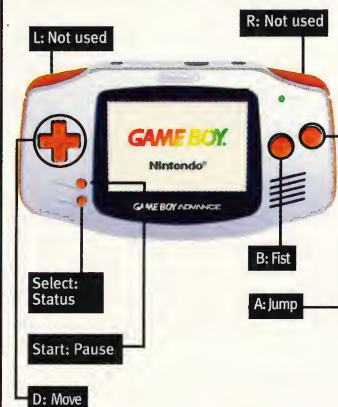 R: Not used
L: Not used
GAME BOY.
Nintendo®
GAME BOY ADVANCE
B: Fist
Select:
Status
A: Jump
Start: Pause
D: Move